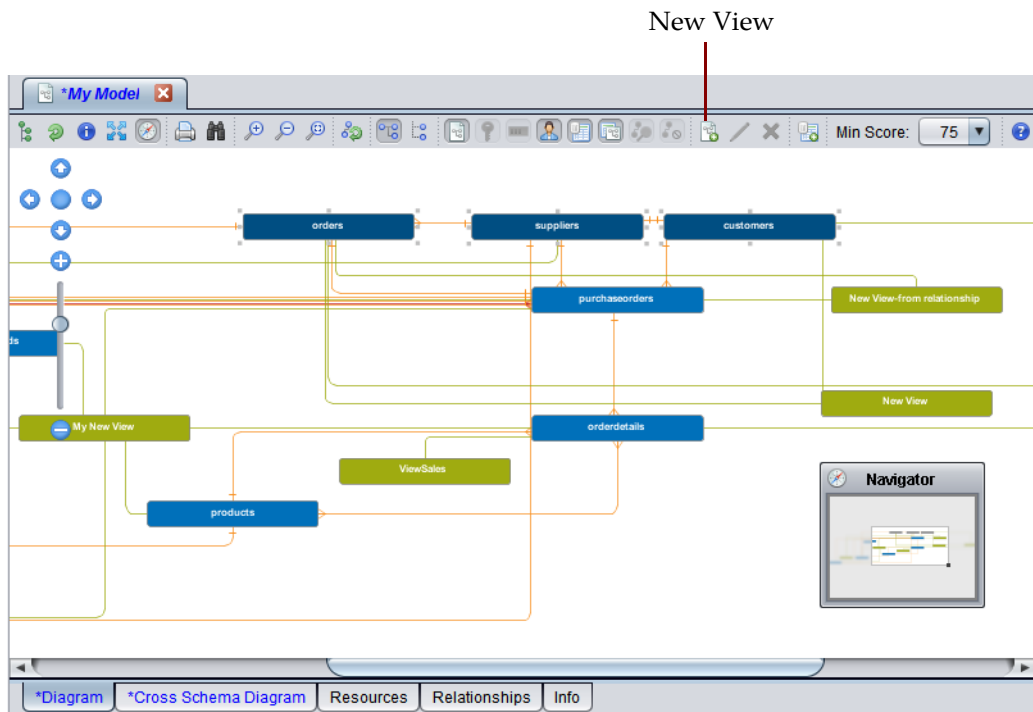 New View
*My Model
Min Score: 75
orders
suppliers
customers
purchaseorders
New View-from relationship
ds
New View
My New View
orderdetails
ViewSales
Navigator
products
*Diagram
*Cross Schema Diagram
Resources
Relationships
Info